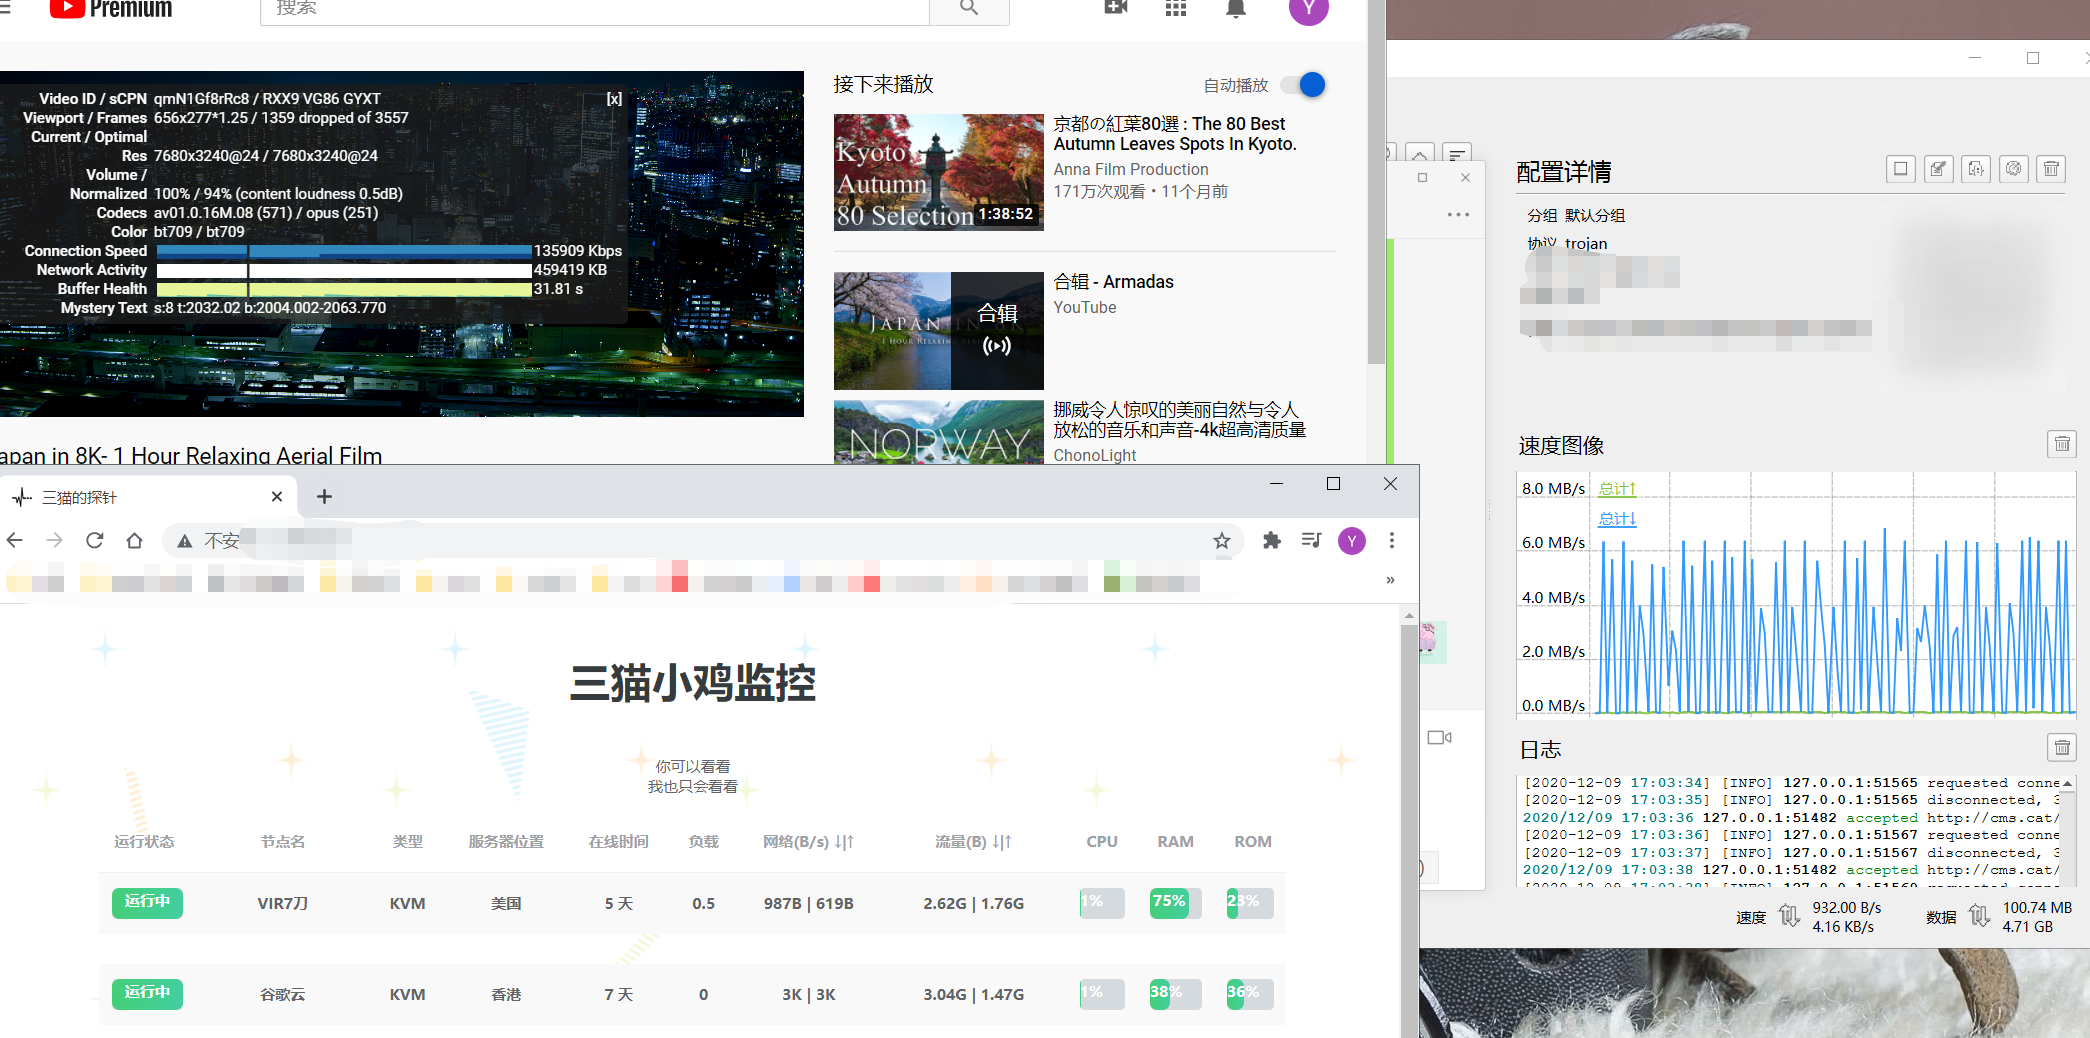 Premium
搜索
Y
Video ID / sCPN qmN1Gf8rRc8 / RXX9 VG86 GYXT
[x]
Viewport / Frames 656x277*1.25 / 1359 dropped of 3557
Current / Optimal
Res 7680x3240@24 / 7680x3240@24
Volume /
Normalized 100% / 94% (content loudness 0.5dB)
Codecs av01.0.16M.08 (571) / opus (251)
Color bt709 / bt709
Connection Speed 135909 Kbps
Network Activity 459419 KB
Buffer Health 31.81 s
Mystery Text s:8 t:2032.02 b:2004.002-2063.770
apan in 8K- 1 Hour Relaxing Aerial Film
接下来播放
自动播放
Kyoto
Autumn
80 Selection
1:38:52
京都の紅葉80選 : The 80 Best
Autumn Leaves Spots In Kyoto.
Anna Film Production
171万次观看 • 11个月前
JAPAN IN 8K
1 HOUR RELAXING AER
合辑
合辑 - Armadas
YouTube
NORWAY
挪威令人惊叹的美丽自然与令人
放松的音乐和声音-4k超高清质量
ChonoLight
三猫的探针
不安
Y
三猫小鸡监控
你可以看看
我也只会看看
运行状态 节点名 类型 服务器位置 在线时间 负载 网络(B/s) ↓|↑ 流量(B) ↓|↑ CPU RAM ROM
运行中 VIR7刀 KVM 美国 5 天 0.5 987B | 619B 2.62G | 1.76G 1% 75% 23%
运行中 谷歌云 KVM 香港 7 天 0 3K | 3K 3.04G | 1.47G 1% 38% 36%
配置详情
分组 默认分组
协议 trojan
速度图像
8.0 MB/s
总计↑
总计↓
6.0 MB/s
4.0 MB/s
2.0 MB/s
0.0 MB/s
日志
[2020-12-09 17:03:34] [INFO] 127.0.0.1:51565 requested conne
[2020-12-09 17:03:35] [INFO] 127.0.0.1:51565 disconnected, 3
2020/12/09 17:03:36 127.0.0.1:51482 accepted http://cms.cat/
[2020-12-09 17:03:36] [INFO] 127.0.0.1:51567 requested conne
[2020-12-09 17:03:37] [INFO] 127.0.0.1:51567 disconnected, 3
2020/12/09 17:03:38 127.0.0.1:51482 accepted http://cms.cat/
速度 932.00 B/s
4.16 KB/s
数据 100.74 MB
4.71 GB